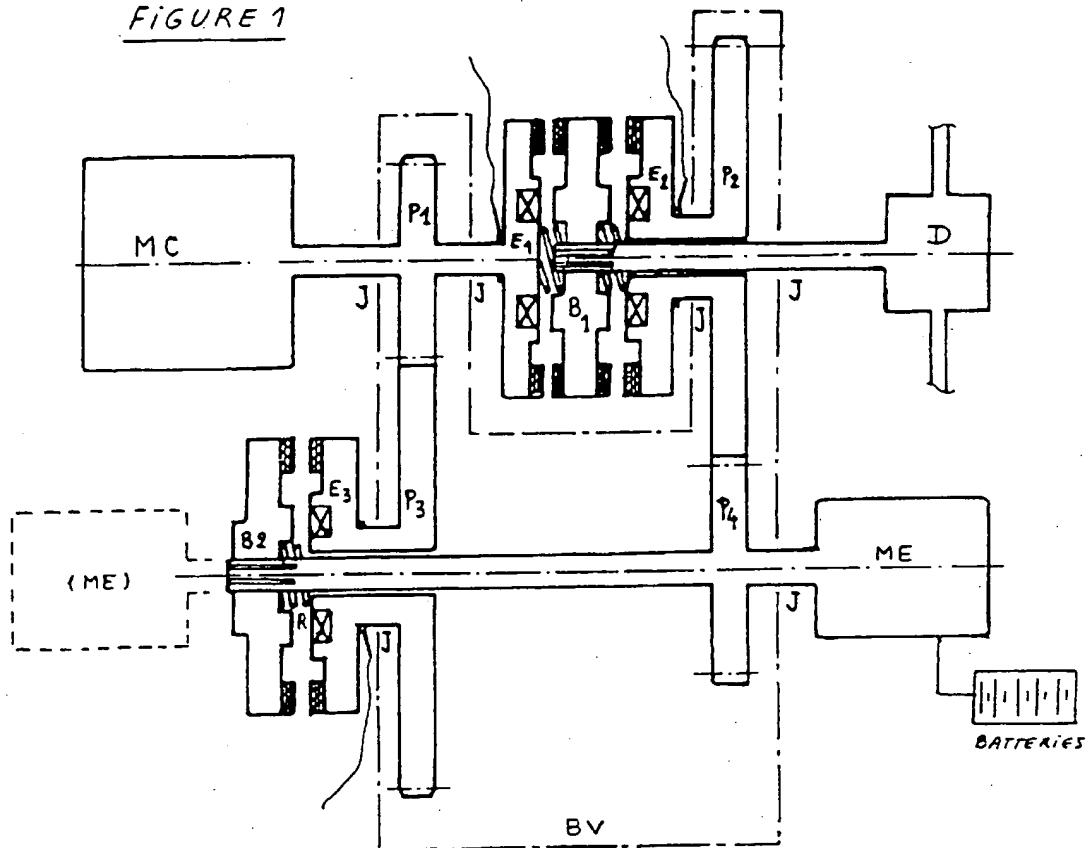 FIGURE 1
MC
P1
E1
B1
E2
P2
D
J
J
J
J
(ME)
B2
R
E3
J
P3
P4
ME
J
BATTERIES
BV